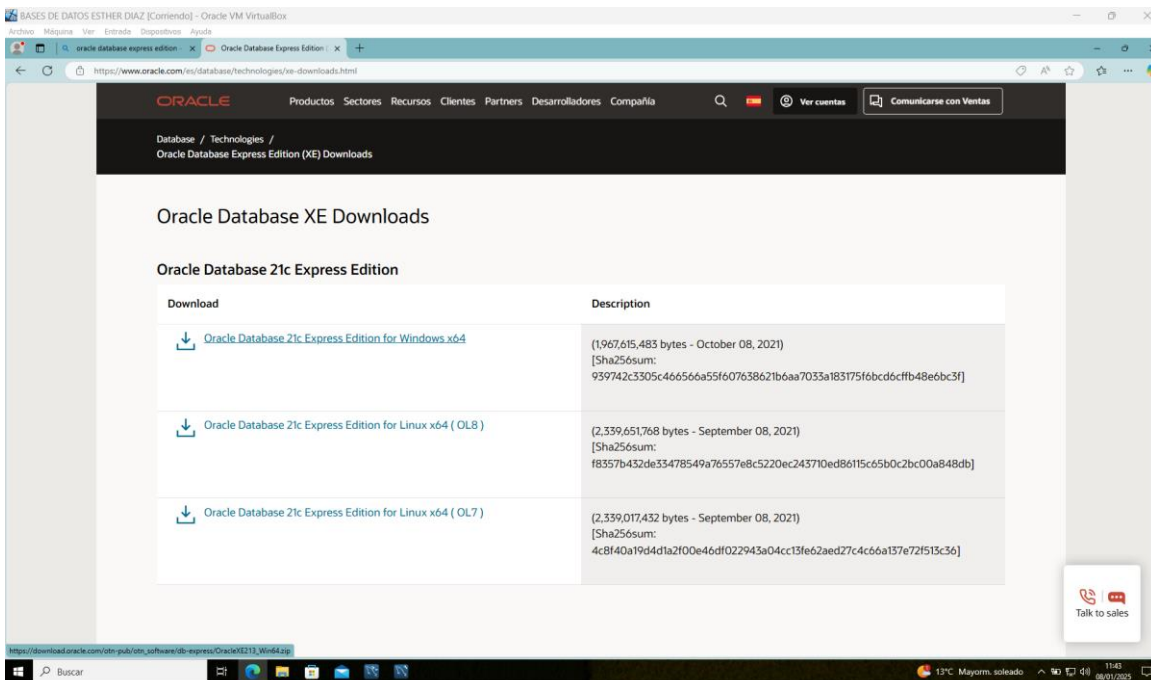 BASES DE DATOS ESTHER DIAZ [Corriendo] - Oracle VM VirtualBox
Archivo Máquina Ver Entrada Dispositivos Ayuda
oracle database express edition - Oracle Database Express Edition (
https://www.oracle.com/es/database/technologies/xe-downloads.html
ORACLE Productos Sectores Recursos Clientes Partners Desarrolladores Compañía Ver cuentas Comunicarse con Ventas
Database / Technologies /
Oracle Database Express Edition (XE) Downloads
Oracle Database XE Downloads
Oracle Database 21c Express Edition
Download Description
Oracle Database 21c Express Edition for Windows x64
(1,967,615,483 bytes - October 08, 2021)
[Sha256sum:
939742c3305c466566a55f607638621b6aa7033a183175f6bcd6cffb48e6bc3f]
Oracle Database 21c Express Edition for Linux x64 ( OL8 )
(2,339,651,768 bytes - September 08, 2021)
[Sha256sum:
f8357b432de33478549a76557e8c5220ec243710ed86115c65b0c2bc00a848db]
Oracle Database 21c Express Edition for Linux x64 ( OL7 )
(2,339,017,432 bytes - September 08, 2021)
[Sha256sum:
4c8f40a19d4d1a2f00e46df022943a04cc13fe62aed27c4c66a137e72f513c36]
Talk to sales
https://download.oracle.com/otn-pub/otn_software/db-express/OracleXE213_Win64.zip
Buscar
13°C Mayorm. soleado
11:43
08/01/2025